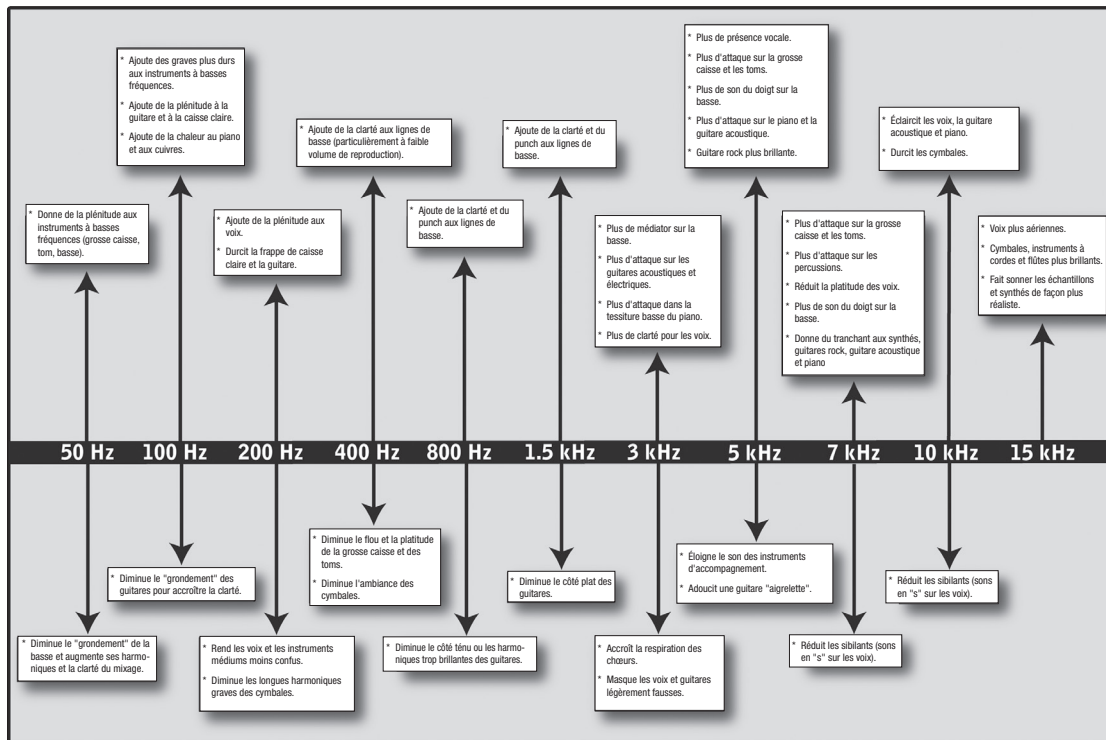 * Ajoute des graves plus durs
aux instruments à basses
fréquences.
* Ajoute de la plénitude à la
guitare et à la caisse claire.
* Ajoute de la chaleur au piano
et aux cuivres.
* Ajoute de la clarté aux lignes de
basse (particulièrement à faible
volume de reproduction).
* Ajoute de la clarté et du
punch aux lignes de
basse.
* Plus de présence vocale.
* Plus d'attaque sur la grosse
caisse et les toms.
* Plus de son du doigt sur la
basse.
* Plus d'attaque sur le piano et la
guitare acoustique.
* Guitare rock plus brillante.
* Éclaircit les voix, la guitare
acoustique et piano.
* Durcit les cymbales.
* Donne de la plénitude aux
instruments à basses
fréquences (grosse caisse,
tom, basse).
* Ajoute de la plénitude aux
voix.
* Durcit la frappe de caisse
claire et la guitare.
* Ajoute de la clarté et du
punch aux lignes de
basse.
* Plus de médiator sur la
basse.
* Plus d'attaque sur les
guitares acoustiques et
électriques.
* Plus d'attaque dans la
tessiture basse du piano.
* Plus de clarté pour les voix.
* Plus d'attaque sur la grosse
caisse et les toms.
* Plus d'attaque sur les
percussions.
* Réduit la platitude des voix.
* Plus de son du doigt sur la
basse.
* Donne du tranchant aux synthés,
guitares rock, guitare acoustique
et piano
* Voix plus aériennes.
* Cymbales, instruments à
cordes et flûtes plus brillants.
* Fait sonner les échantillons
et synthés de façon plus
réaliste.
50 Hz 100 Hz 200 Hz 400 Hz 800 Hz 1.5 kHz 3 kHz 5 kHz 7 kHz 10 kHz 15 kHz
* Diminue le "grondement" des
guitares pour accroître la clarté.
* Diminue le flou et la platitude
de la grosse caisse et des
toms.
* Diminue l'ambiance des
cymbales.
* Diminue le côté plat des
guitares.
* Éloigne le son des instruments
d'accompagnement.
* Adoucit une guitare "aigrelette".
* Réduit les sibilants (sons
en "s" sur les voix).
* Diminue le "grondement" de la
basse et augmente ses harmo-
niques et la clarté du mixage.
* Rend les voix et les instruments
médiums moins confus.
* Diminue les longues harmoniques
graves des cymbales.
* Diminue le côté ténu ou les harmo-
niques trop brillantes des guitares.
* Accroît la respiration des
chœurs.
* Masque les voix et guitares
légèrement fausses.
* Réduit les sibilants (sons
en "s" sur les voix).